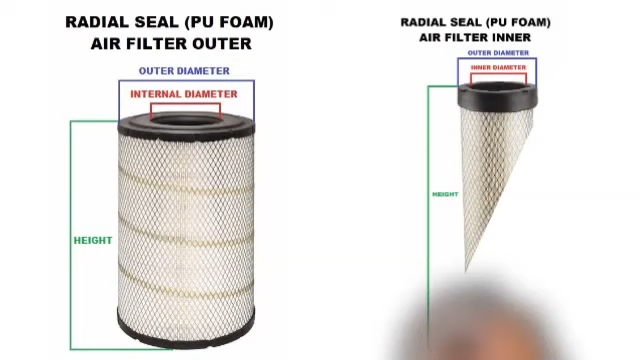 RADIAL SEAL (PU FOAM)
AIR FILTER OUTER
OUTER DIAMETER
INTERNAL DIAMETER
HEIGHT
RADIAL SEAL (PU FOAM)
AIR FILTER INNER
OUTER DIAMETER
INNER DIAMETER
HEIGHT